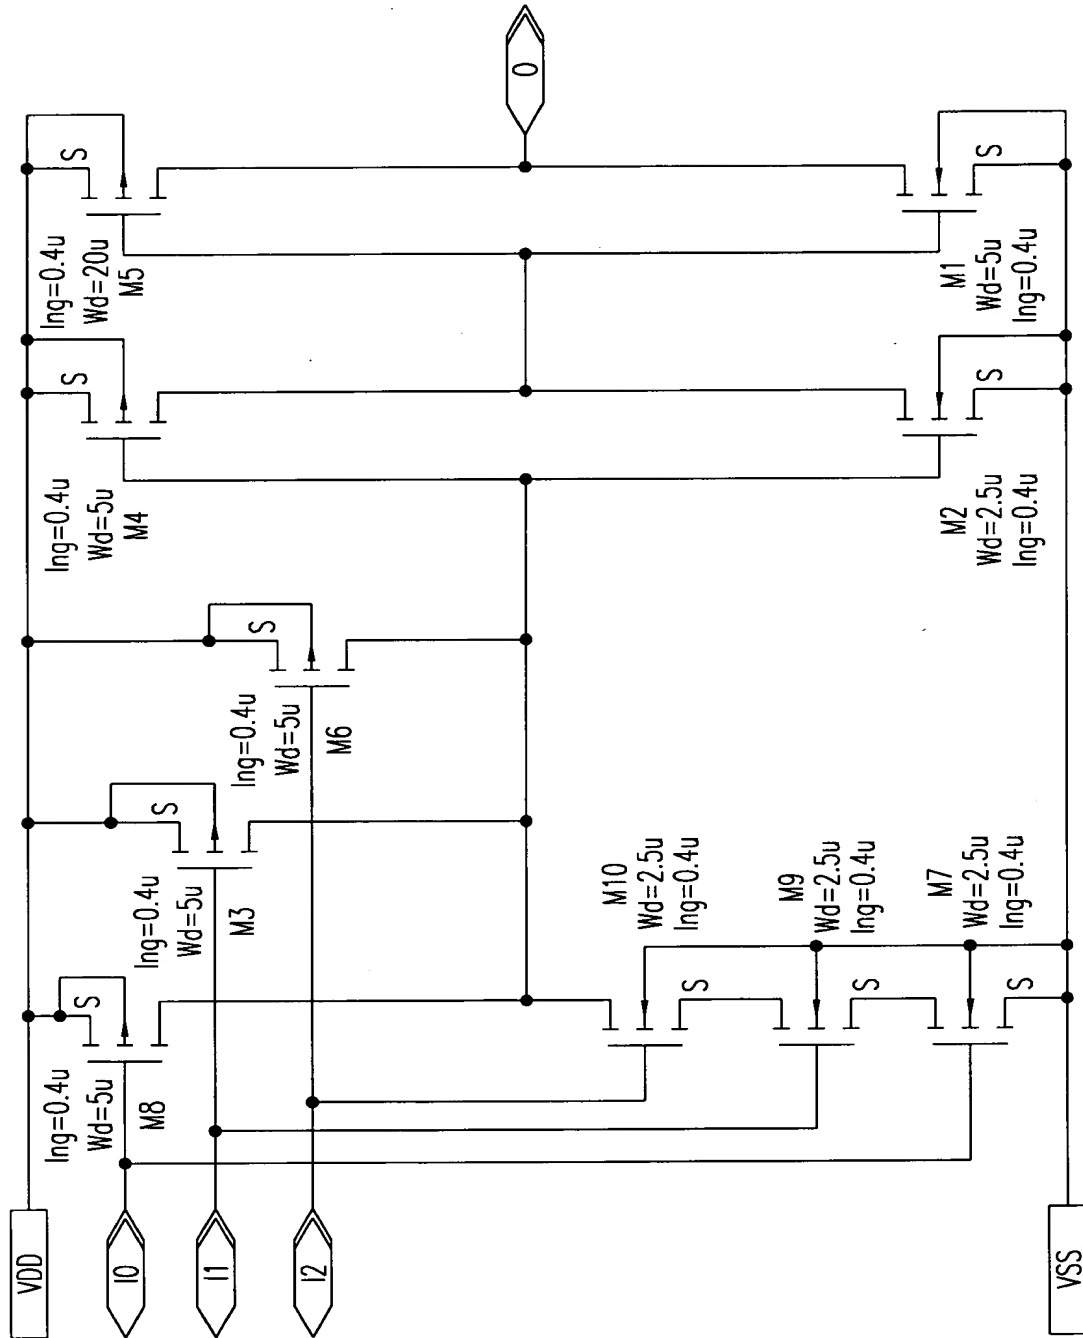 VDD
I0
I1
I2
VSS
lng=0.4u
Wd=5u
M8
S
lng=0.4u
Wd=5u
M3
S
lng=0.4u
Wd=5u
M6
S
M10
Wd=2.5u
lng=0.4u
S
M9
Wd=2.5u
lng=0.4u
S
M7
Wd=2.5u
lng=0.4u
S
lng=0.4u
Wd=5u
M4
S
M2
Wd=2.5u
lng=0.4u
S
lng=0.4u
Wd=20u
M5
S
M1
Wd=5u
lng=0.4u
S
O